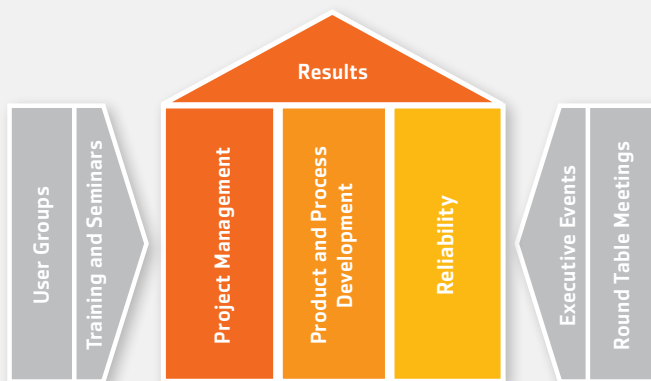 Results
User Groups
Training and Seminars
Project Management
Product and Process
Development
Reliability
Executive Events
Round Table Meetings